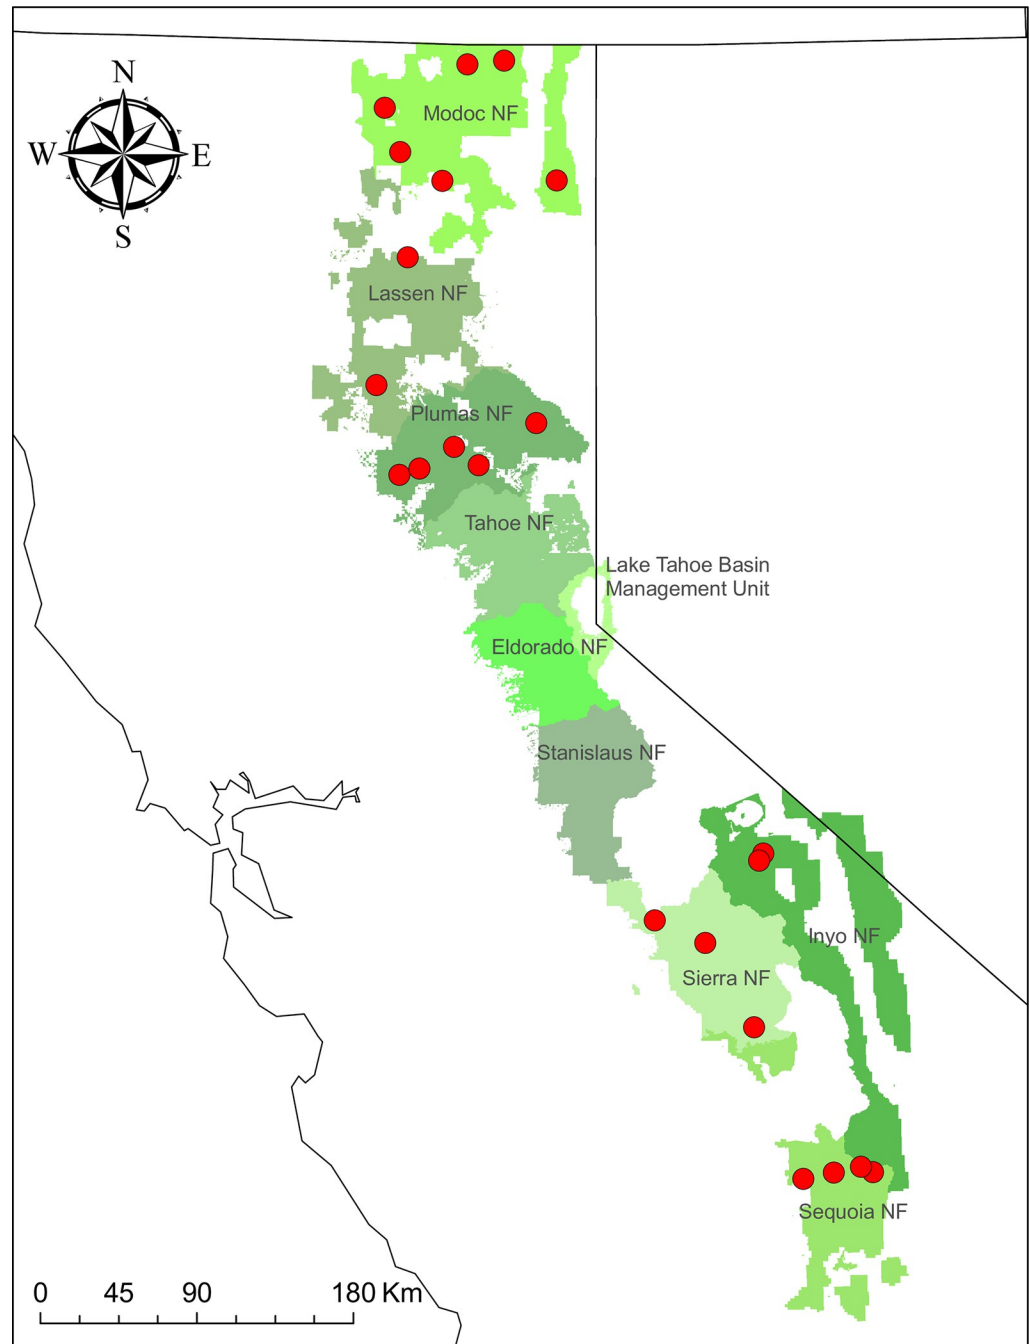 N
W E
S
Modoc NF
Lassen NF
Plumas NF
Tahoe NF
Lake Tahoe Basin
Management Unit
Eldorado NF
Stanislaus NF
Inyo NF
Sierra NF
Sequoia NF
0 45 90 180 Km